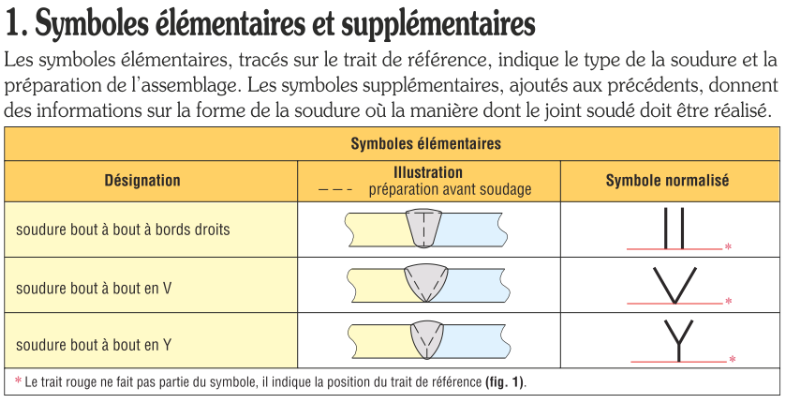 1. Symboles élémentaires et supplémentaires
Les symboles élémentaires, tracés sur le trait de référence, indique le type de la soudure et la
préparation de l'assemblage. Les symboles supplémentaires, ajoutés aux précédents, donnent
des informations sur la forme de la soudure où la manière dont le joint soudé doit être réalisé.
Symboles élémentaires
Désignation
Illustration
préparation avant soudage
Symbole normalisé
soudure bout à bout à bords droits
*
soudure bout à bout en V
*
soudure bout à bout en Y
*
* Le trait rouge ne fait pas partie du symbole, il indique la position du trait de référence (fig. 1).